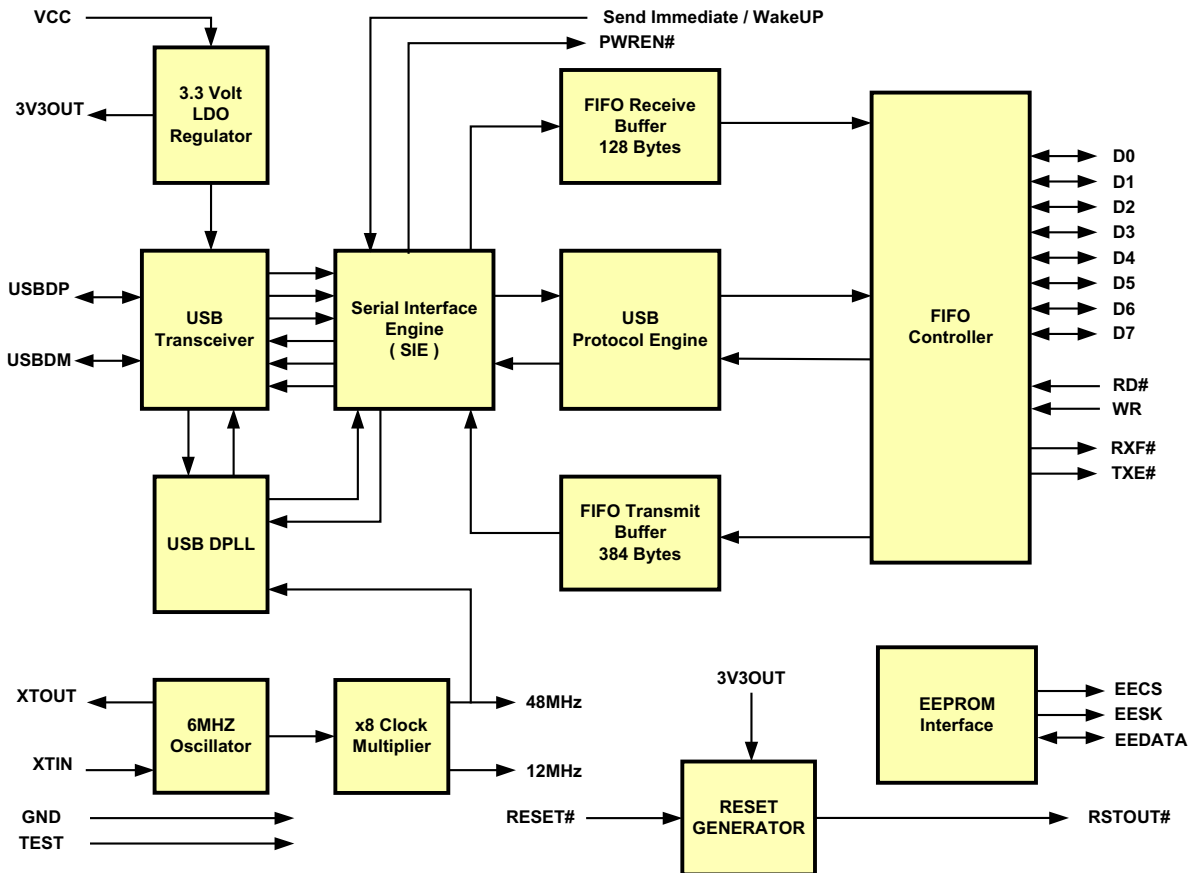 VCC
Send Immediate / WakeUP
PWREN#
3.3 Volt
LDO
Regulator
3V3OUT
FIFO Receive
Buffer
128 Bytes
D0
D1
D2
D3
D4
D5
D6
D7
USBDP
USBDM
USB
Transceiver
Serial Interface
Engine
( SIE )
USB
Protocol Engine
FIFO
Controller
RD#
WR
RXF#
TXE#
USB DPLL
FIFO Transmit
Buffer
384 Bytes
XTOUT
XTIN
6MHZ
Oscillator
x8 Clock
Multiplier
48MHz
12MHz
3V3OUT
EEPROM
Interface
EECS
EESK
EEDATA
GND
TEST
RESET#
RESET
GENERATOR
RSTOUT#